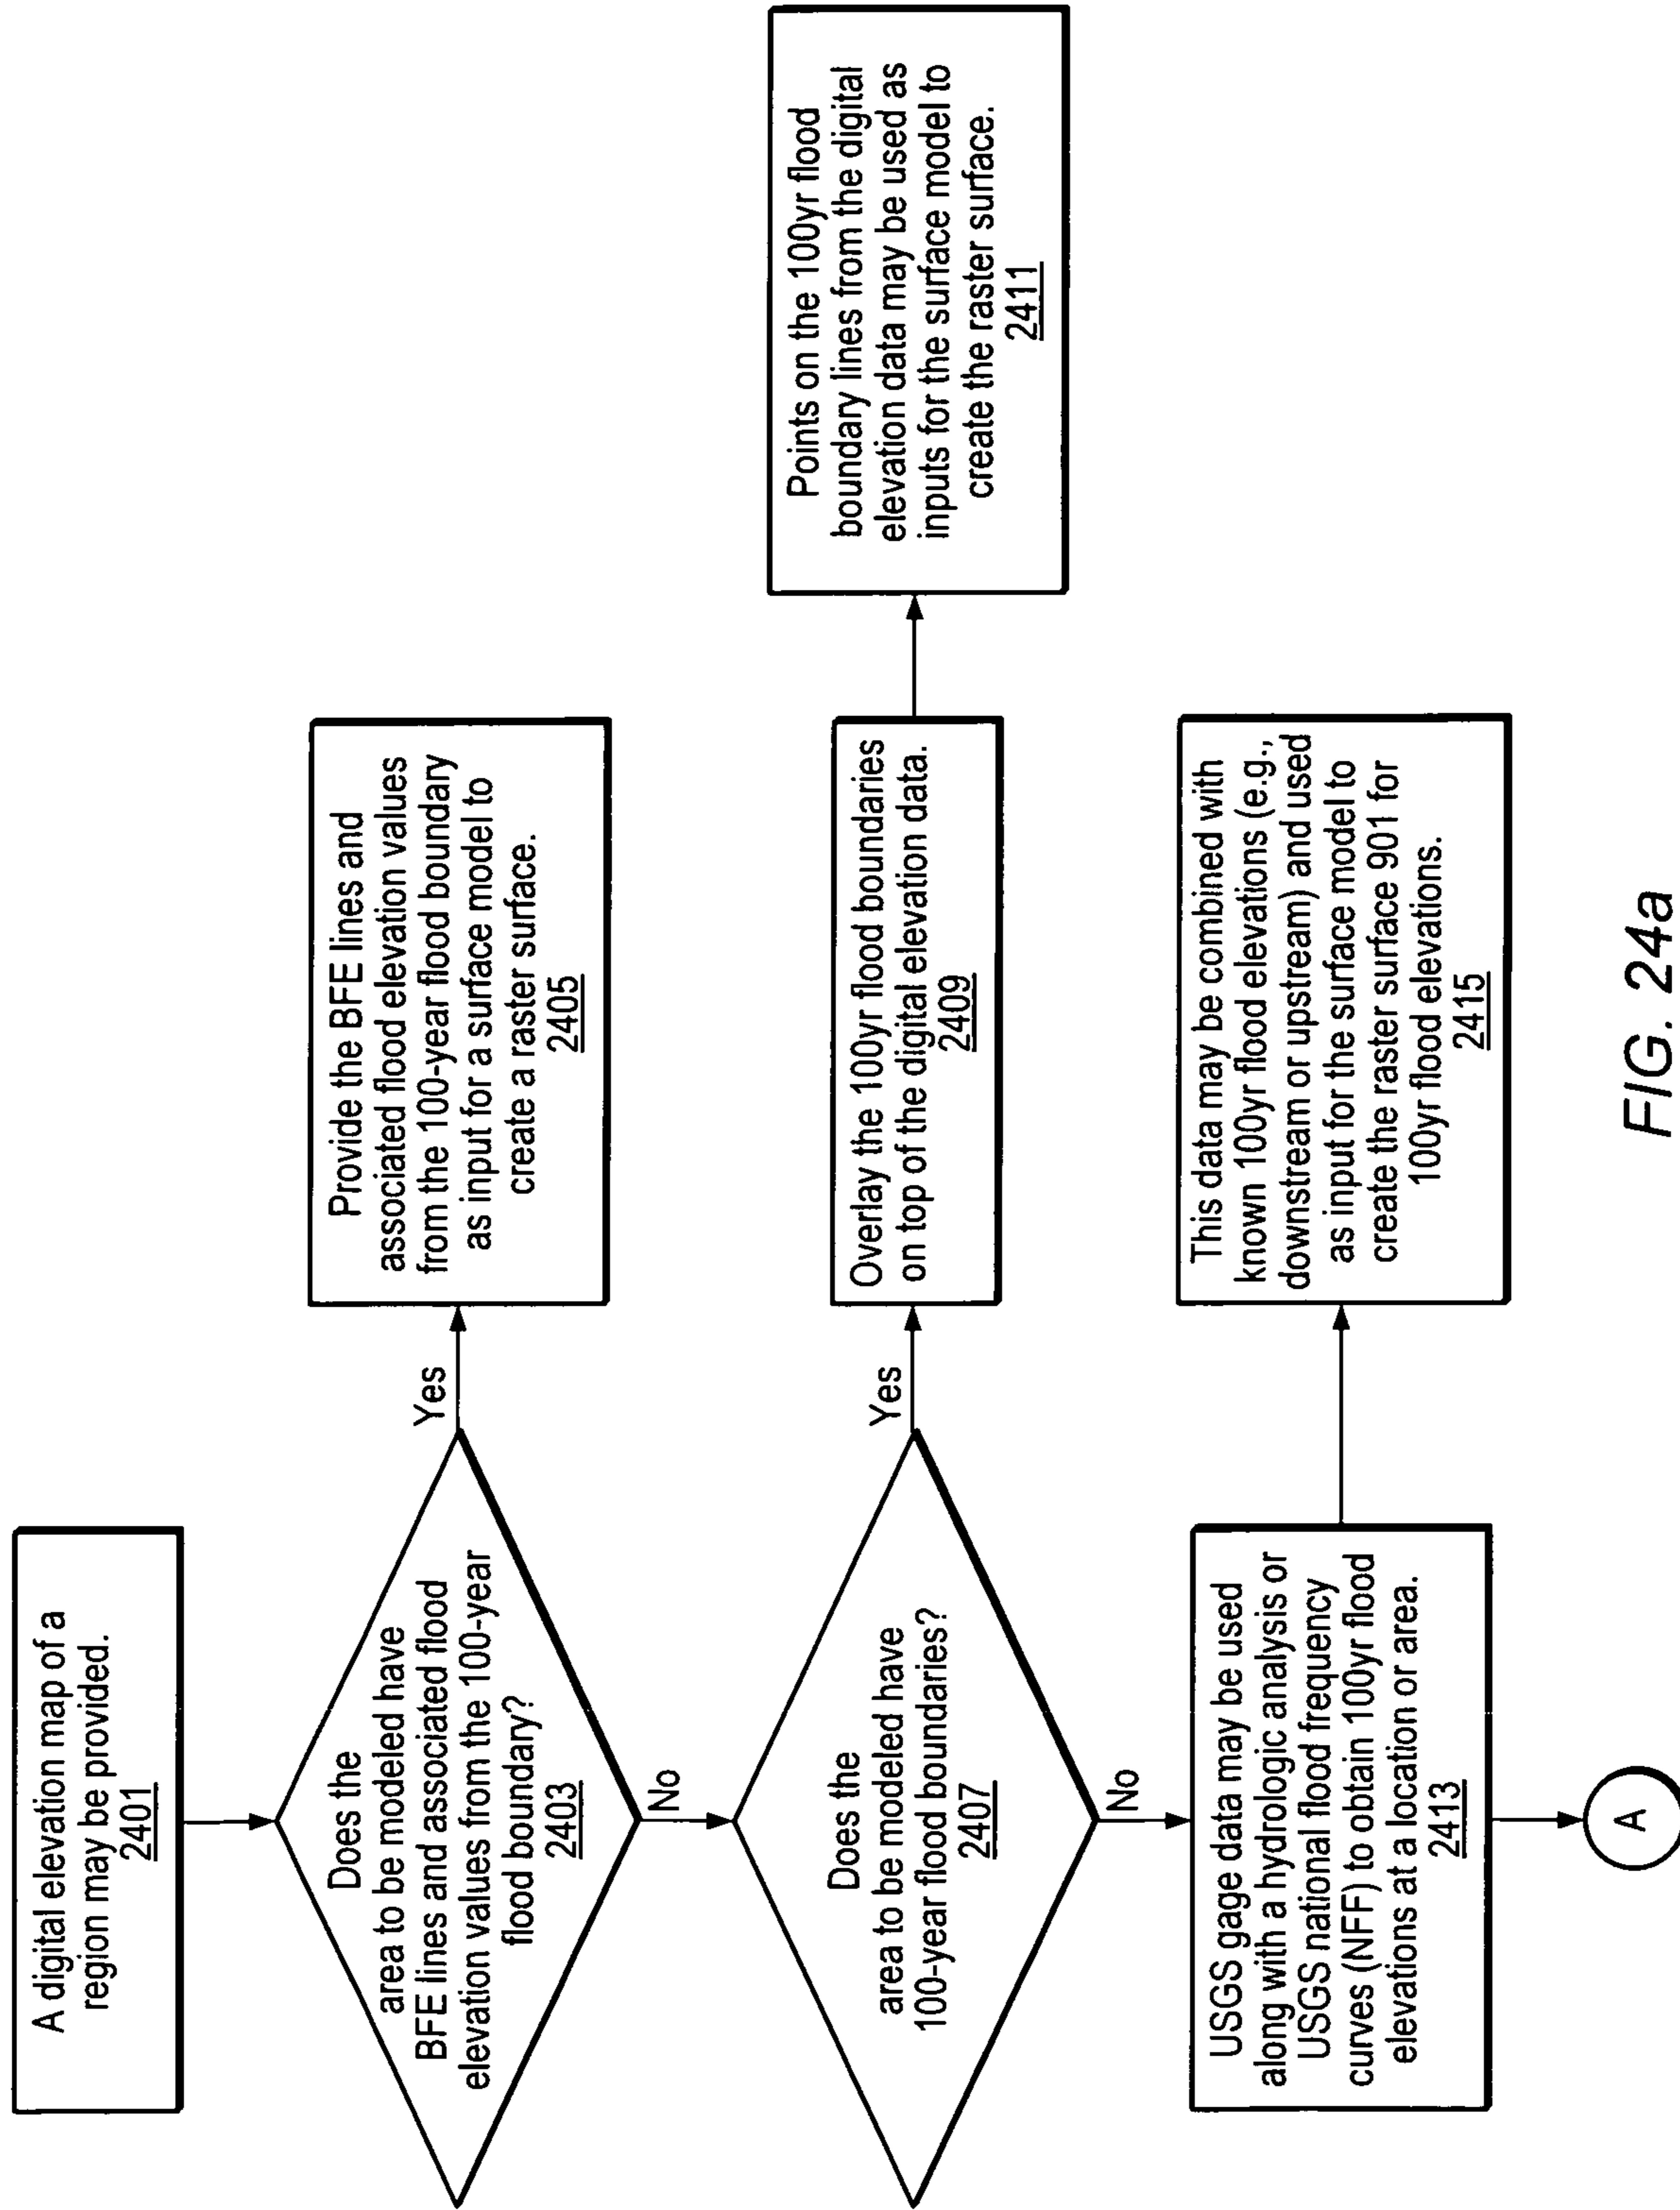 A digital elevation map of a
region may be provided.
2401
Does the
area to be modeled have
BFE lines and associated flood
elevation values from the 100-year
flood boundary?
2403
Yes
Provide the BFE lines and
associated flood elevation values
from the 100-year flood boundary
as input for a surface model to
create a raster surface.
2405
No
Does the
area to be modeled have
100-year flood boundaries?
2407
Yes
Overlay the 100yr flood boundaries
on top of the digital elevation data.
2409
Points on the 100yr flood
boundary lines from the digital
elevation data may be used as
inputs for the surface model to
create the raster surface.
2411
No
USGS gage data may be used
along with a hydrologic analysis or
USGS national flood frequency
curves (NFF) to obtain 100yr flood
elevations at a location or area.
2413
This data may be combined with
known 100yr flood elevations (e.g.,
downstream or upstream) and used
as input for the surface model to
create the raster surface 901 for
100yr flood elevations.
2415
A
FIG. 24a